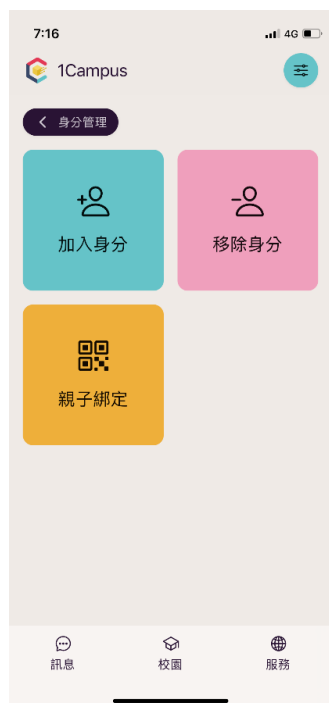 7:16
4G
1Campus
身分管理
加入身分
移除身分
親子綁定
訊息
校園
服務